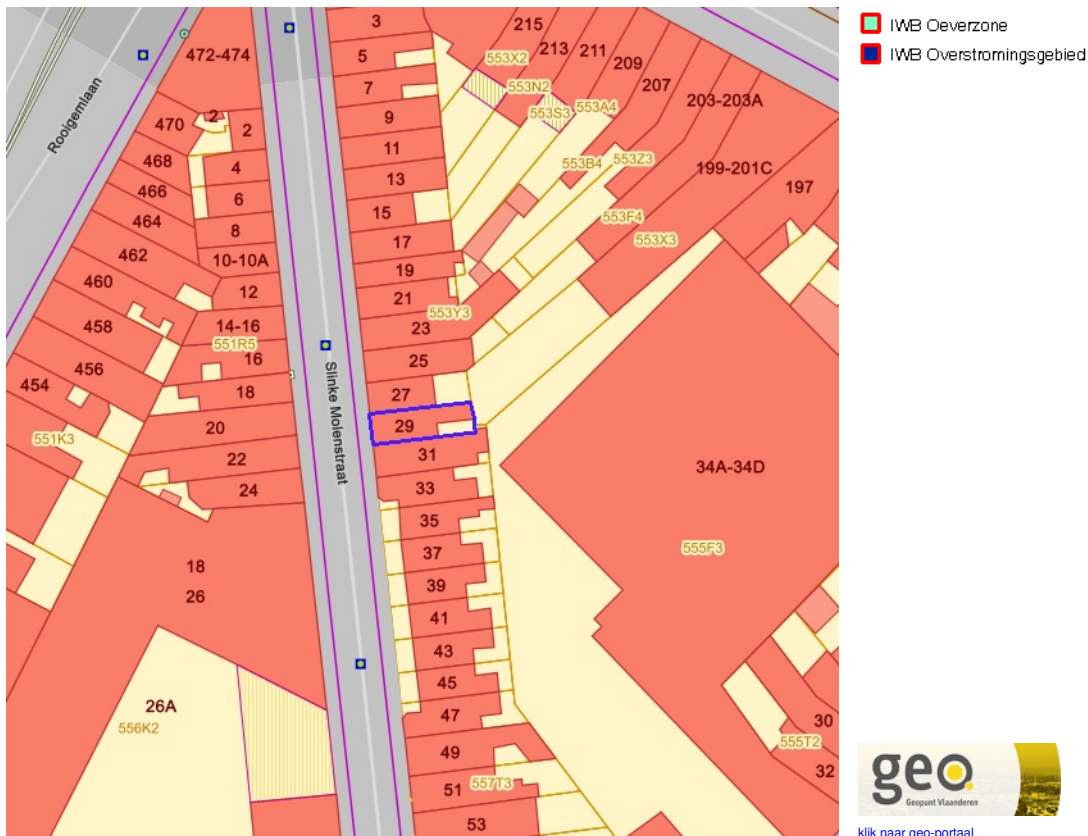 IWB Oeverzone
IWB Overstromingsgebied
3
215
472-474
213
211
5
553X2
209
7
553N2
207
203-203A
Rooigemlaan
9
553S3
553A4
2
470
2
11
468
4
553B4
553Z3
199-201C
13
197
466
6
15
464
8
553F4
17
553X3
462
10-10A
19
460
12
21
553Y3
458
14-16
23
551R5
16
25
456
454
18
27
Slinke Molenstraat
20
29
551K3
22
31
34A-34D
24
33
35
555F3
37
18
39
26
41
43
45
26A
47
30
556K2
555T2
49
32
557T3
51
53
geo.
Geopunt Vlaanderen
klik naar geo-portaal